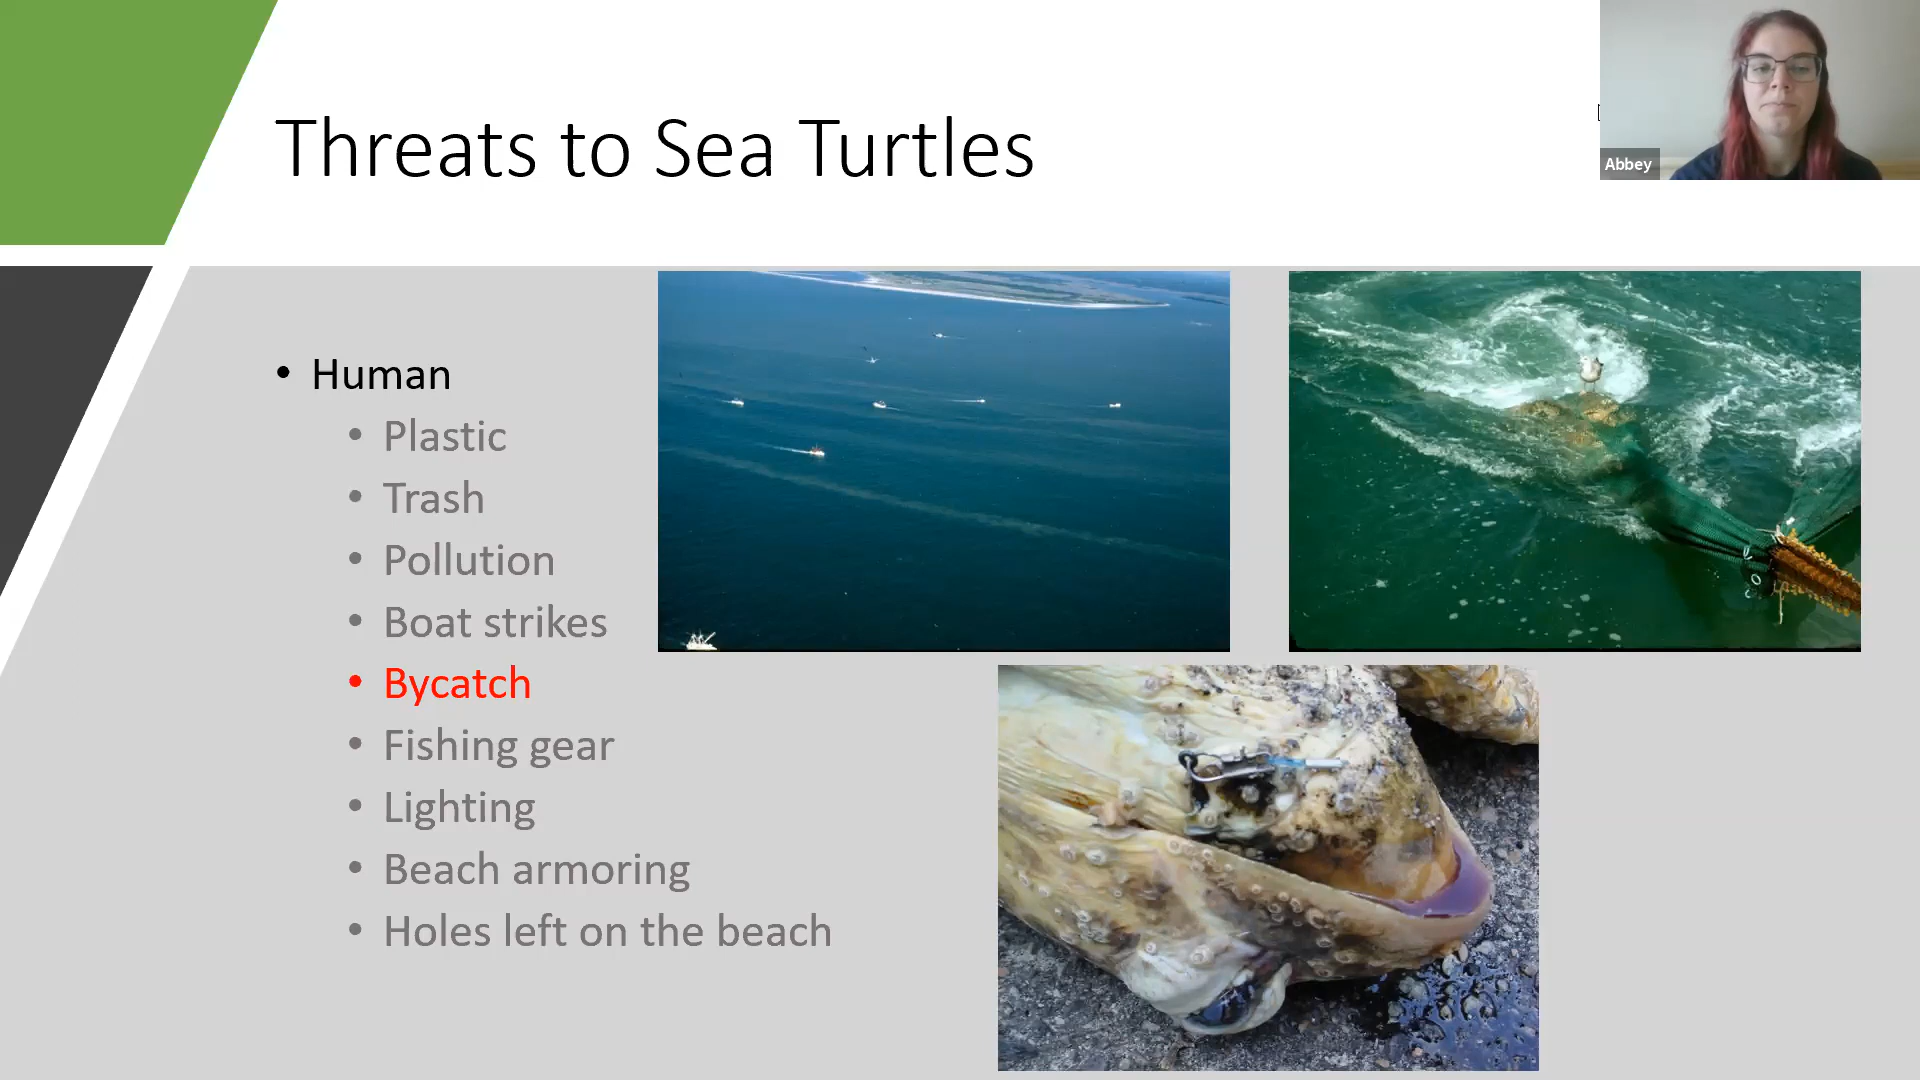 Threats to Sea Turtles
Abbey
• Human
• Plastic
• Trash
• Pollution
• Boat strikes
• Bycatch
• Fishing gear
• Lighting
• Beach armoring
• Holes left on the beach